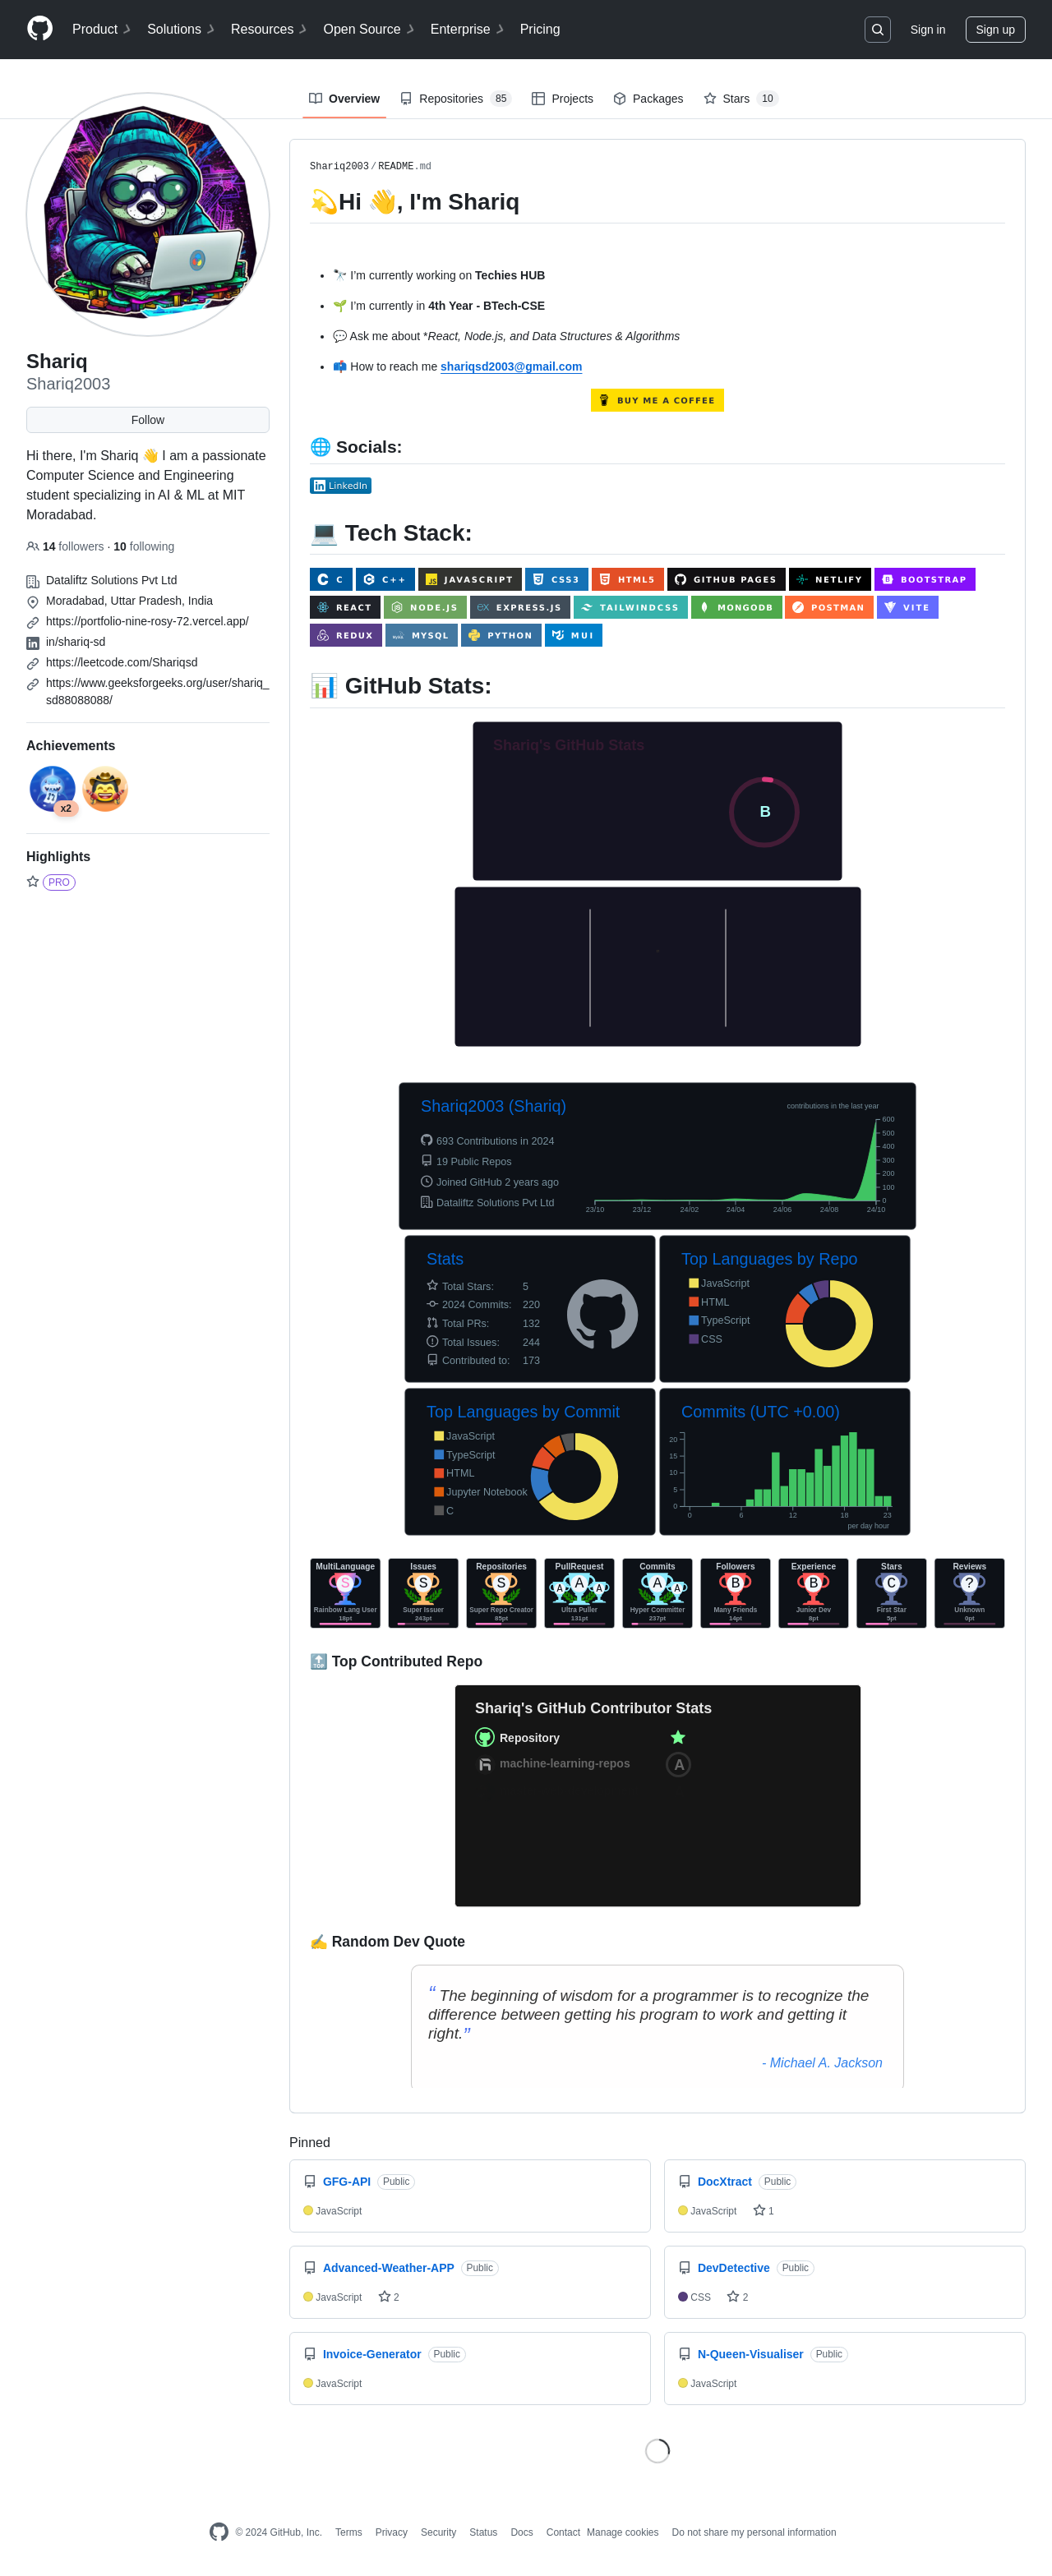 Product Solutions Resources Open Source Enterprise Pricing Sign in Sign up
Overview Repositories 85 Projects Packages Stars 10
Shariq
Shariq2003
Follow
Hi there, I'm Shariq 👋 I am a passionate
Computer Science and Engineering
student specializing in AI & ML at MIT
Moradabad.
14 followers · 10 following
Dataliftz Solutions Pvt Ltd
Moradabad, Uttar Pradesh, India
https://portfolio-nine-rosy-72.vercel.app/
in/shariq-sd
https://leetcode.com/Shariqsd
https://www.geeksforgeeks.org/user/shariq_
sd88088088/
Achievements
x2
Highlights
PRO
Shariq2003/README.md
💫Hi 👋, I'm Shariq
🔭 I'm currently working on Techies HUB
🌱 I'm currently in 4th Year - BTech-CSE
💬 Ask me about *React, Node.js, and Data Structures & Algorithms
📫 How to reach me shariqsd2003@gmail.com
BUY ME A COFFEE
🌐 Socials:
LinkedIn
💻 Tech Stack:
C C++ JAVASCRIPT CSS3 HTML5 GITHUB PAGES NETLIFY BOOTSTRAP
REACT NODE.JS EXPRESS.JS TAILWINDCSS MONGODB POSTMAN VITE
REDUX MYSQL PYTHON MUI
📊 GitHub Stats:
Shariq's GitHub Stats
B
Shariq2003 (Shariq)
contributions in the last year
693 Contributions in 2024
19 Public Repos
Joined GitHub 2 years ago
Dataliftz Solutions Pvt Ltd
600
500
400
300
200
100
0
23/10 23/12 24/02 24/04 24/06 24/08 24/10
Stats
Total Stars: 5
2024 Commits: 220
Total PRs: 132
Total Issues: 244
Contributed to: 173
Top Languages by Repo
JavaScript
HTML
TypeScript
CSS
Top Languages by Commit
JavaScript
TypeScript
HTML
Jupyter Notebook
C
Commits (UTC +0.00)
20
15
10
5
0
0 6 12 18 23
per day hour
MultiLanguage Issues Repositories PullRequest Commits Followers Experience Stars Reviews
S S S A A A A A B B C ?
Rainbow Lang User Super Issuer Super Repo Creator Ultra Puller Hyper Committer Many Friends Junior Dev First Star Unknown
18pt 243pt 85pt 131pt 237pt 14pt 8pt 5pt 0pt
🔝 Top Contributed Repo
Shariq's GitHub Contributor Stats
Repository
machine-learning-repos A
✍️ Random Dev Quote
“ The beginning of wisdom for a programmer is to recognize the
difference between getting his program to work and getting it
right.”
- Michael A. Jackson
Pinned
GFG-API Public
JavaScript
DocXtract Public
JavaScript 1
Advanced-Weather-APP Public
JavaScript 2
DevDetective Public
CSS 2
Invoice-Generator Public
JavaScript
N-Queen-Visualiser Public
JavaScript
© 2024 GitHub, Inc. Terms Privacy Security Status Docs Contact Manage cookies Do not share my personal information